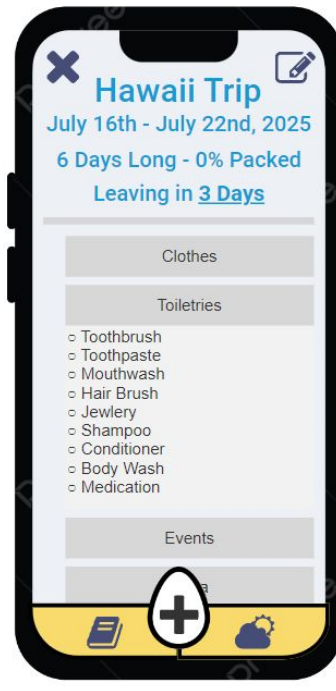 Hawaii Trip
July 16th - July 22nd, 2025
6 Days Long - 0% Packed
Leaving in 3 Days
Clothes
Toiletries
○ Toothbrush
○ Toothpaste
○ Mouthwash
○ Hair Brush
○ Jewlery
○ Shampoo
○ Conditioner
○ Body Wash
○ Medication
Events